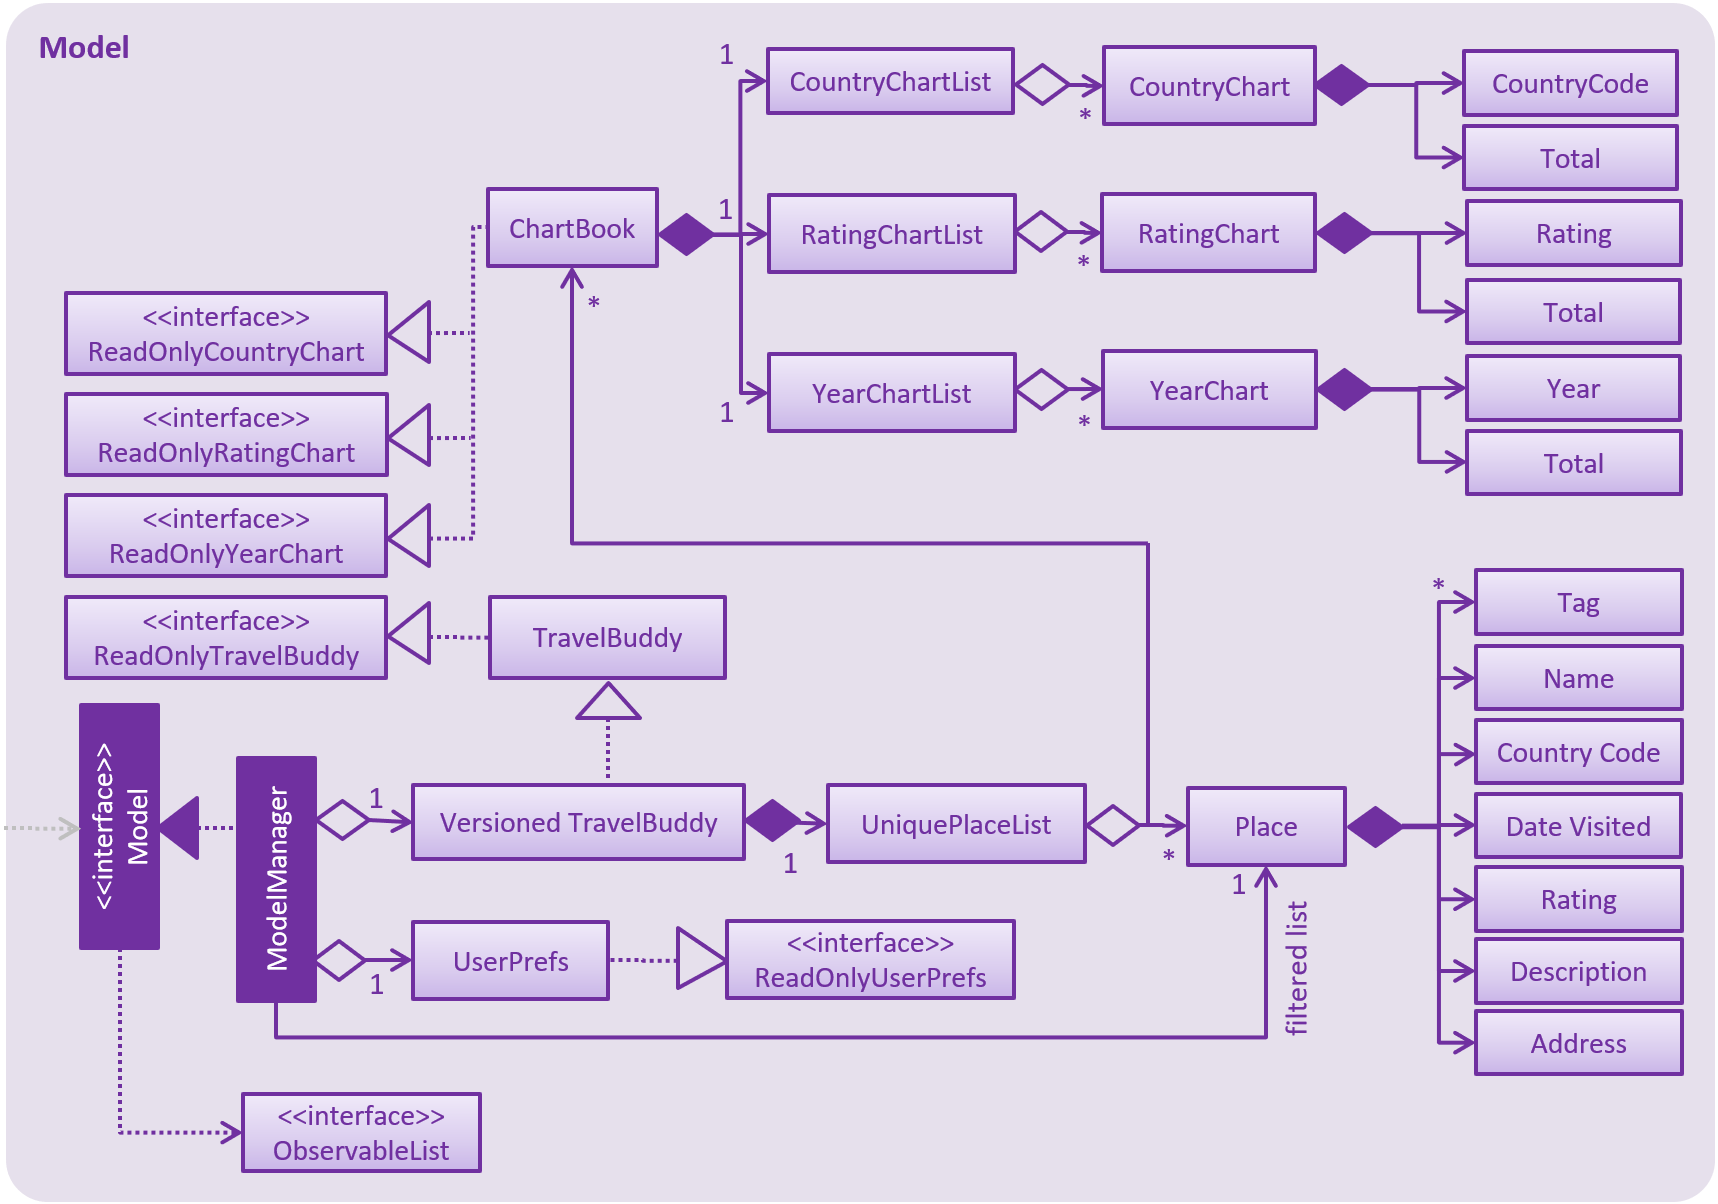 Model
1
CountryChartList
*
CountryChart
CountryCode
Total
ChartBook
1
RatingChartList
*
RatingChart
Rating
Total
*
1
YearChartList
*
YearChart
Year
Total
<<interface>>
ReadOnlyCountryChart
<<interface>>
ReadOnlyRatingChart
<<interface>>
ReadOnlyYearChart
<<interface>>
ReadOnlyTravelBuddy
TravelBuddy
*
Tag
Name
Country Code
Date Visited
Rating
Description
Address
<<interface>>
Model
ModelManager
1
Versioned TravelBuddy
1
UniquePlaceList
*
Place
1
filtered list
1
UserPrefs
<<interface>>
ReadOnlyUserPrefs
<<interface>>
ObservableList